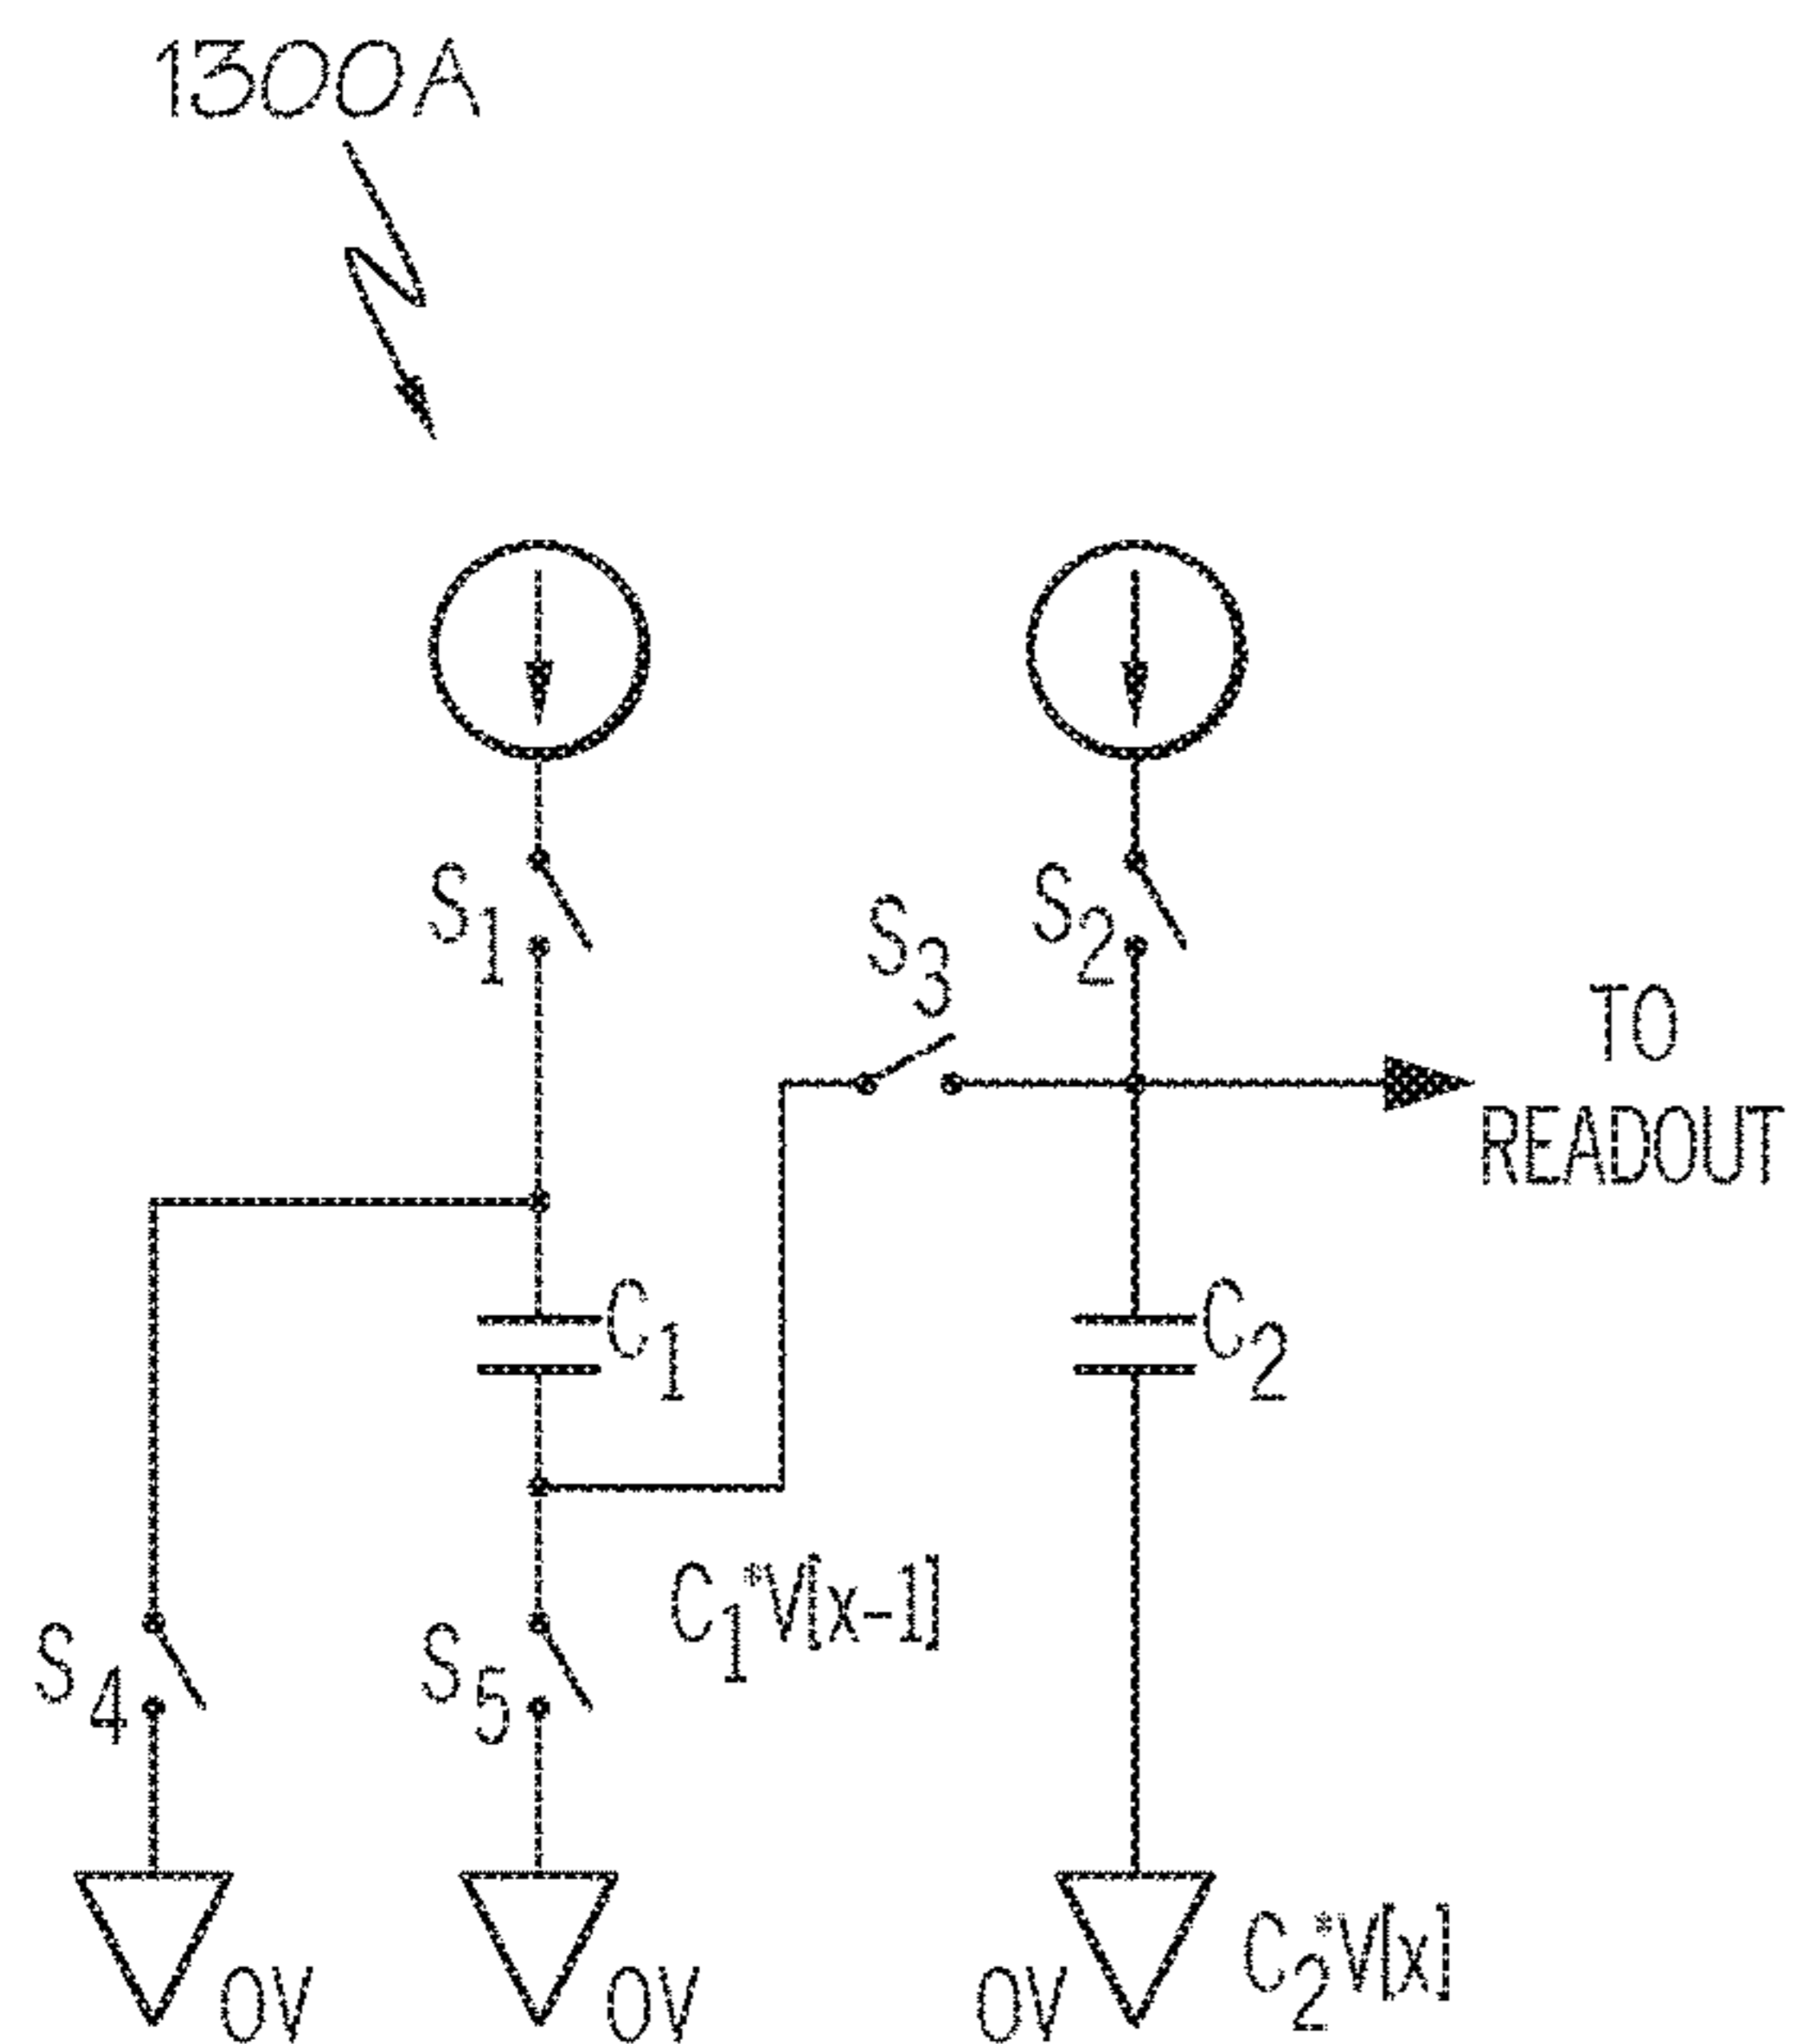 1300A
S1
S2
S3
TO
READOUT
C1
C2
C1*V[x-1]
S4
S5
0V
0V
0V
C2*V[x]